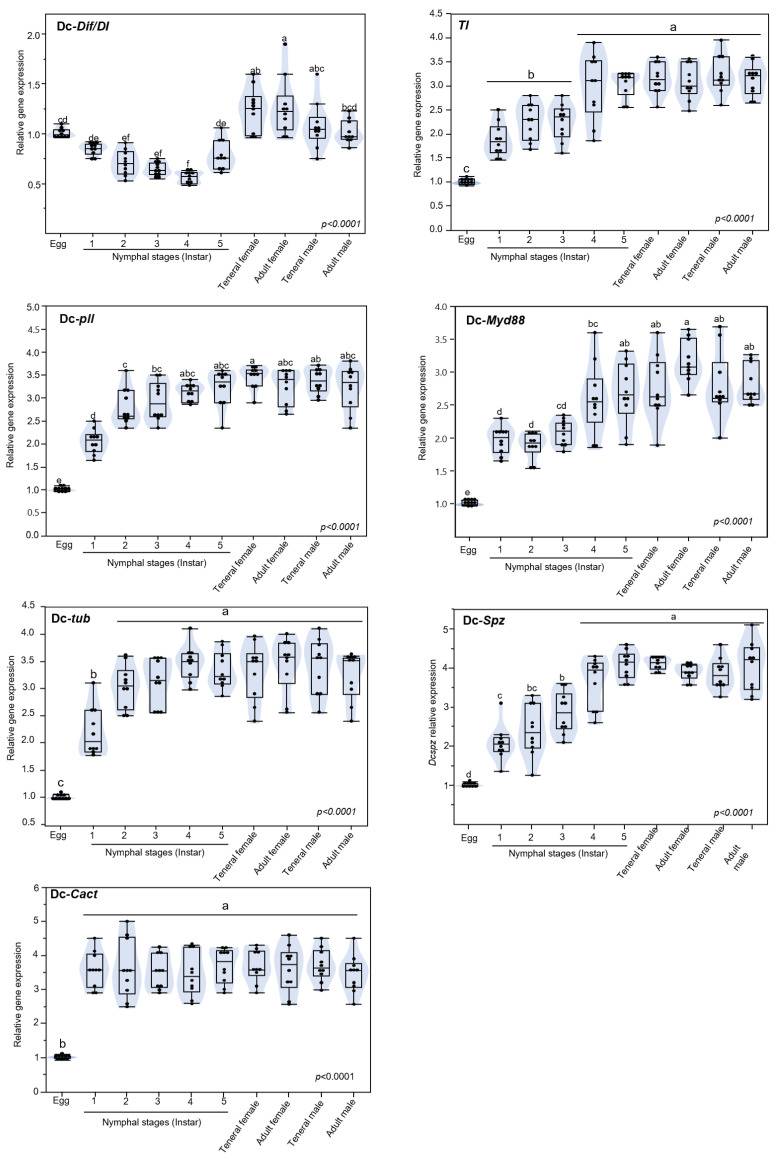 Dc-Dif/Dl
Relative gene expression
2.0
1.5
1.0
0.5
cd
de
ef
ef
f
de
ab
a
abc
bcd
p<0.0001
Egg
1
2
3
4
5
Teneral female
Adult female
Teneral male
Adult male
Nymphal stages (Instar)
Tl
Relative gene expression
4.5
4.0
3.5
3.0
2.5
2.0
1.5
1.0
0.5
0.0
c
b
a
p<0.0001
Egg
1
2
3
4
5
Teneral female
Adult female
Teneral male
Adult male
Nymphal stages (Instar)
Dc-pll
Relative gene expression
5.0
4.5
4.0
3.5
3.0
2.5
2.0
1.5
1.0
0.5
0.0
e
d
c
bc
abc
abc
a
abc
ab
abc
p<0.0001
Egg
1
2
3
4
5
Teneral female
Adult female
Teneral male
Adult male
Nymphal stages (Instar)
Dc-Myd88
Relative gene expression
4.0
3.5
3.0
2.5
2.0
1.5
1.0
e
d
d
cd
bc
ab
ab
a
ab
ab
p<0.0001
Egg
1
2
3
4
5
Teneral female
Adult female
Teneral male
Adult male
Nymphal stages (Instar)
Dc-tub
Relative gene expression
4.5
4.0
3.5
3.0
2.5
2.0
1.5
1.0
0.5
c
b
a
p<0.0001
Egg
1
2
3
4
5
Teneral female
Adult female
Teneral male
Adult male
Nymphal stages (Instar)
Dc-Spz
Dcspz relative expression
5
4
3
2
1
d
c
bc
b
a
p<0.0001
Egg
1
2
3
4
5
Teneral female
Adult female
Teneral male
Adult
male
Nymphal stages (Instar)
Dc-Cact
Relative gene expression
6
5
4
3
2
1
0
b
a
p<0.0001
Egg
1
2
3
4
5
Teneral female
Adult female
Teneral male
Adult male
Nymphal stages (Instar)